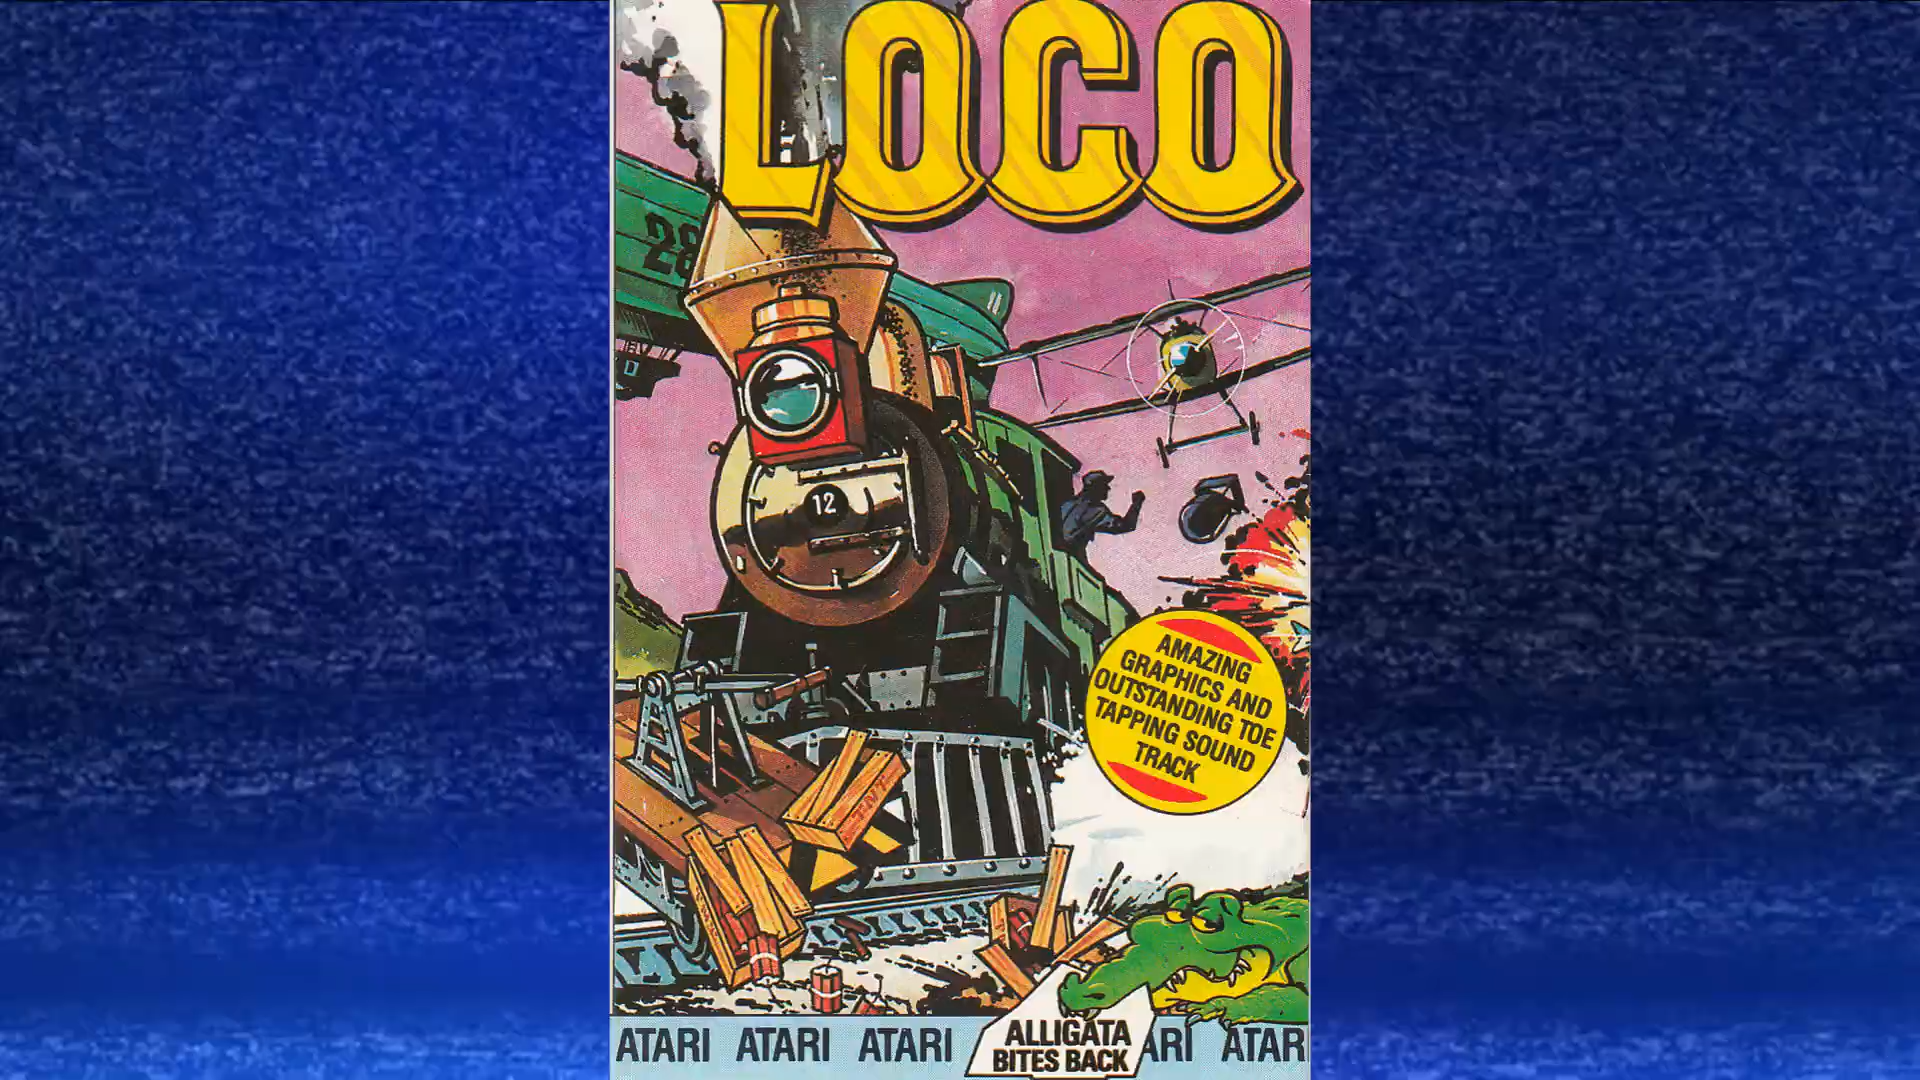 LOCO
28
12
AMAZING
GRAPHICS AND
OUTSTANDING TOE
TAPPING SOUND
TRACK
T.N.T.
ATARI ATARI ATARI
ALLIGATA
BITES BACK
ARI ATARI